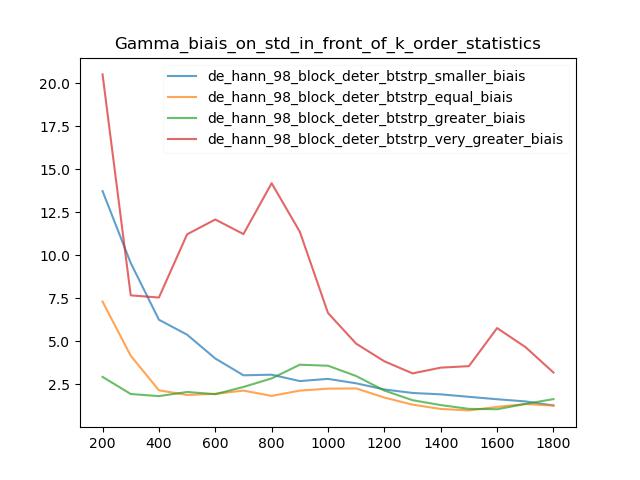 Gamma_biais_on_std_in_front_of_k_order_statistics
de_hann_98_block_deter_btstrp_smaller_biais
de_hann_98_block_deter_btstrp_equal_biais
de_hann_98_block_deter_btstrp_greater_biais
de_hann_98_block_deter_btstrp_very_greater_biais
20.0
17.5
15.0
12.5
10.0
7.5
5.0
2.5
200 400 600 800 1000 1200 1400 1600 1800